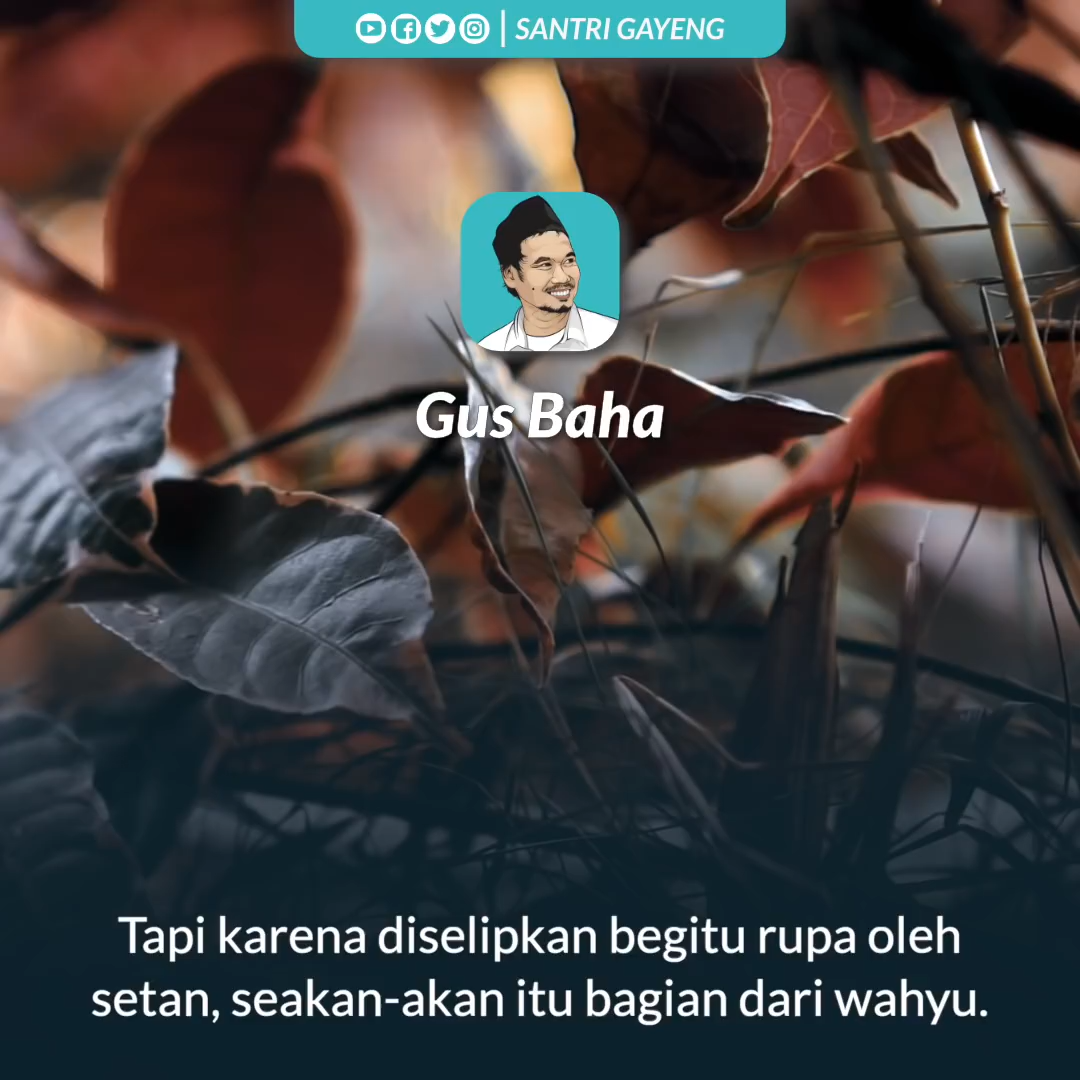 SANTRI GAYENG
Gus Baha
Tapi karena diselipkan begitu rupa oleh
setan, seakan-akan itu bagian dari wahyu.